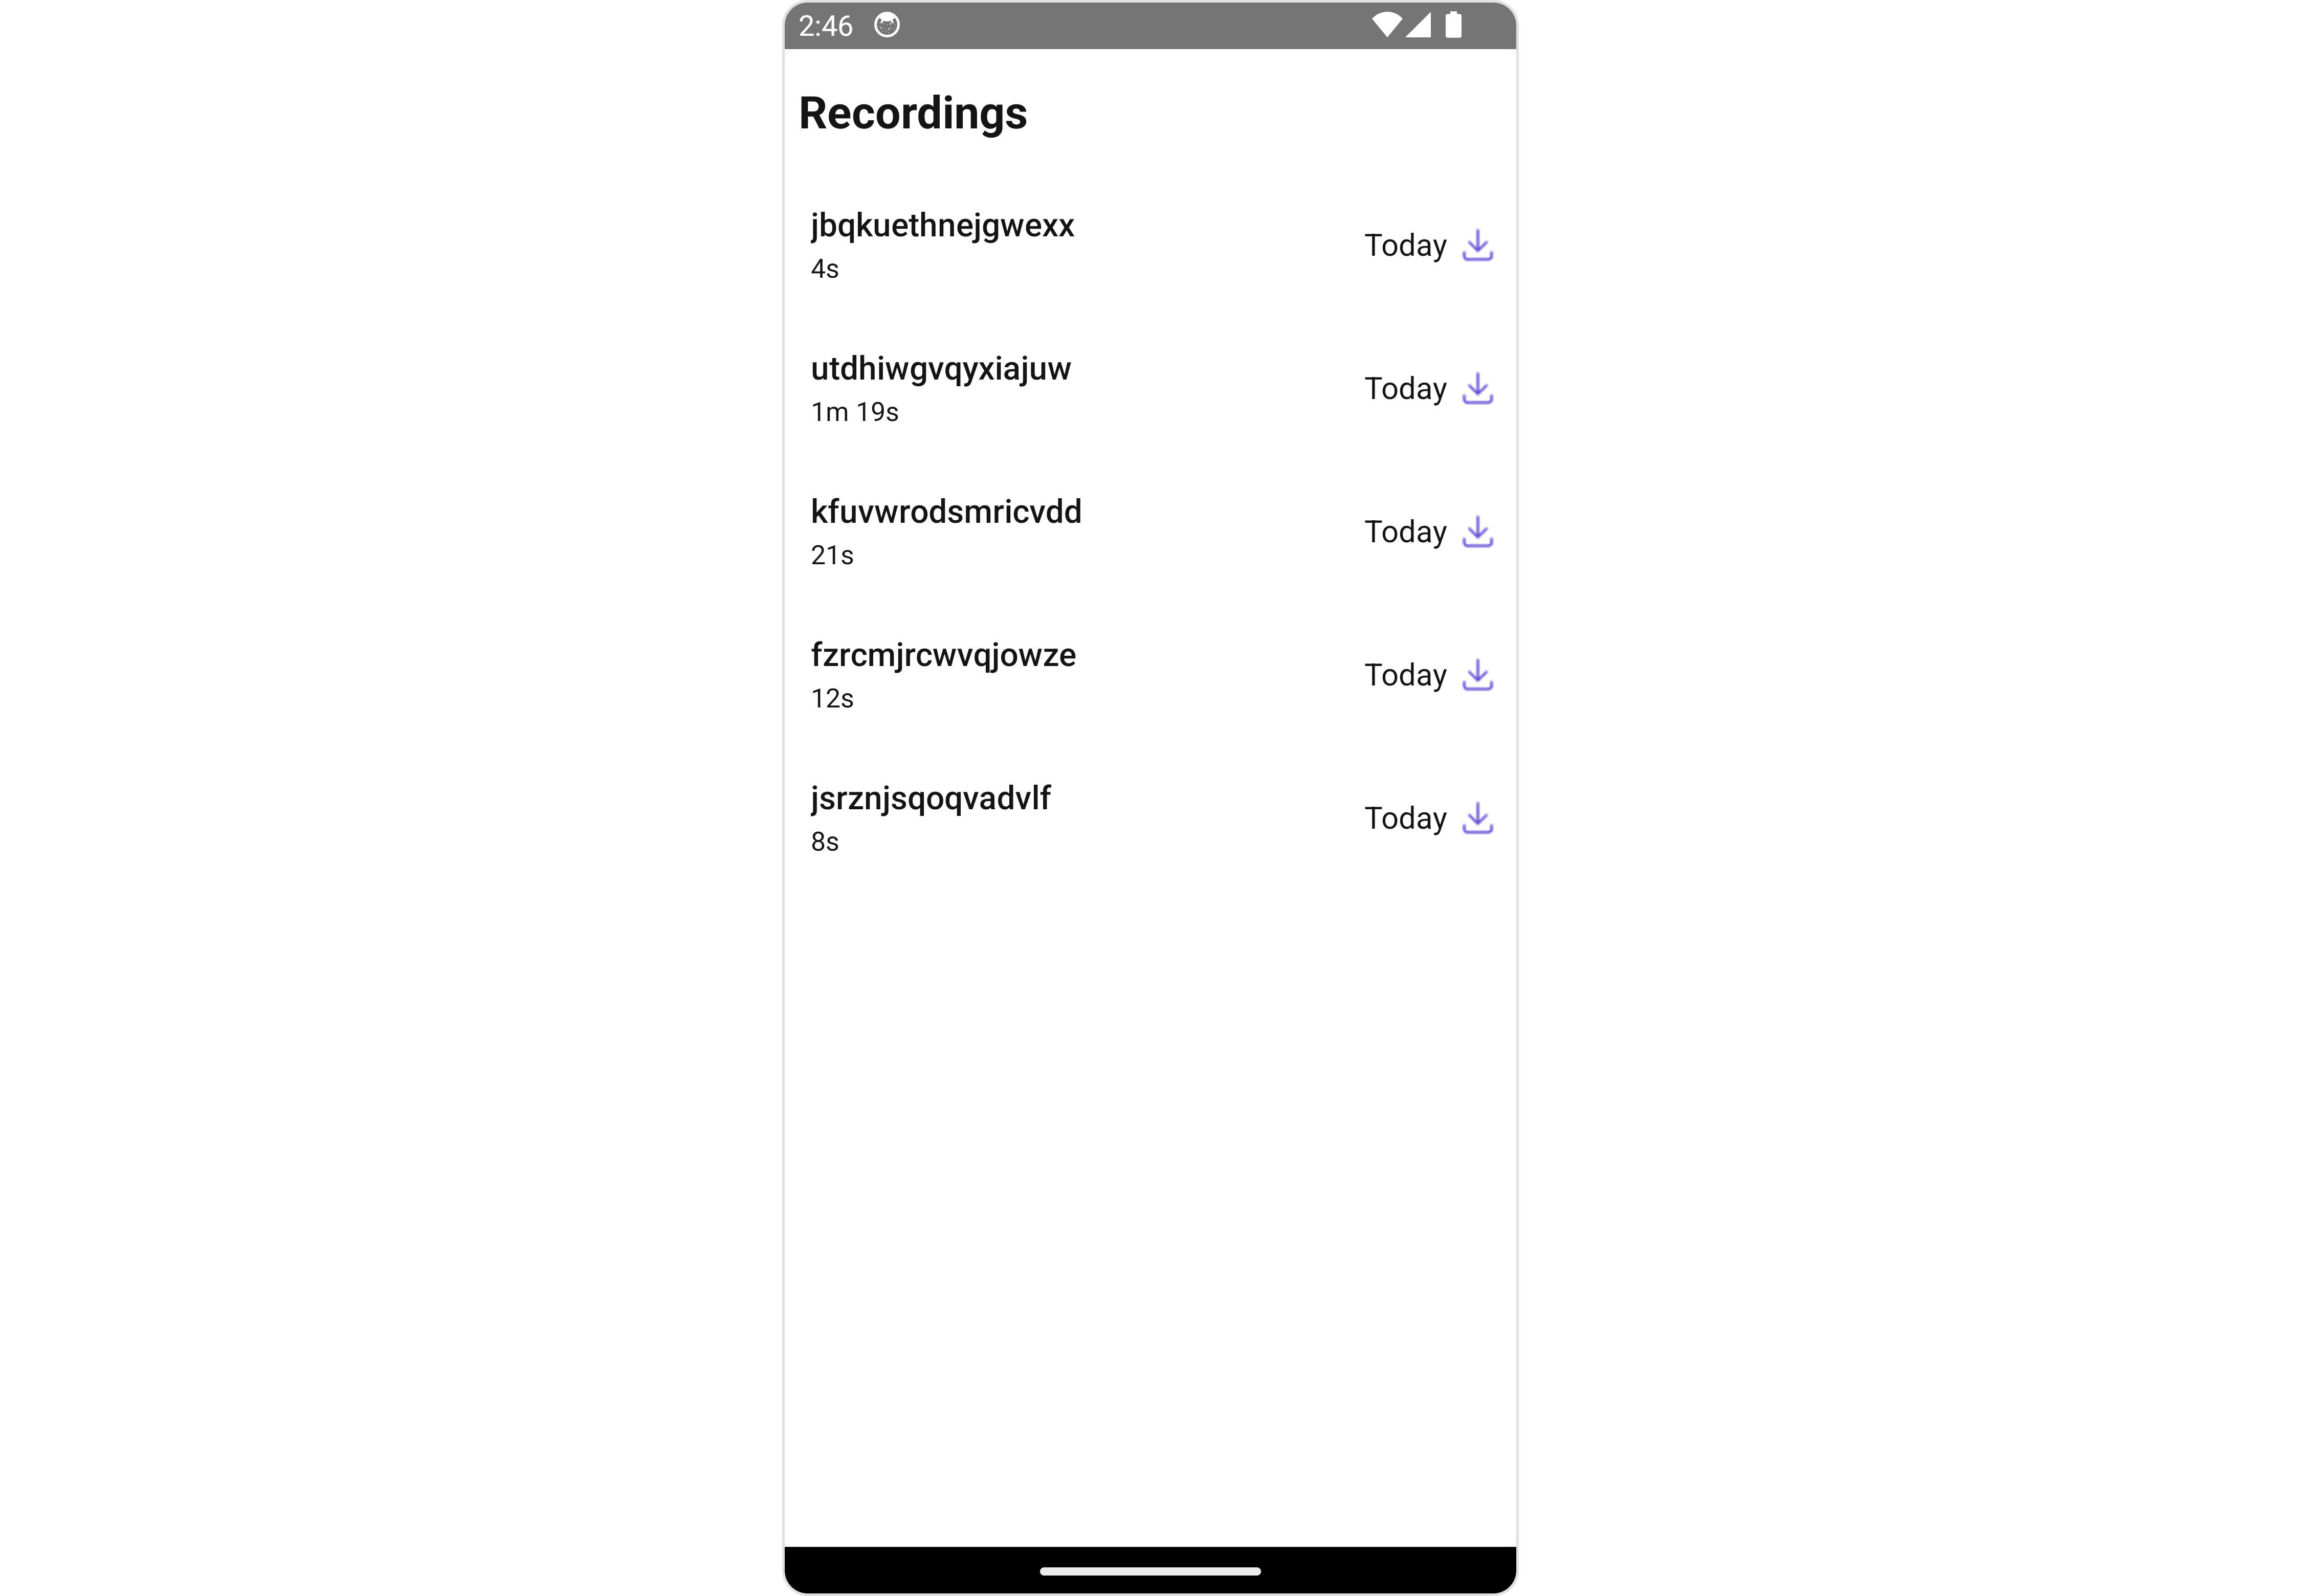 2:46
Recordings
jbqkuethnejgwexx
4s
Today
utdhiwgvqyxiajuw
1m 19s
Today
kfuvwrodsmricvdd
21s
Today
fzrcmjrcwvqjowze
12s
Today
jsrznjsqoqvadvlf
8s
Today